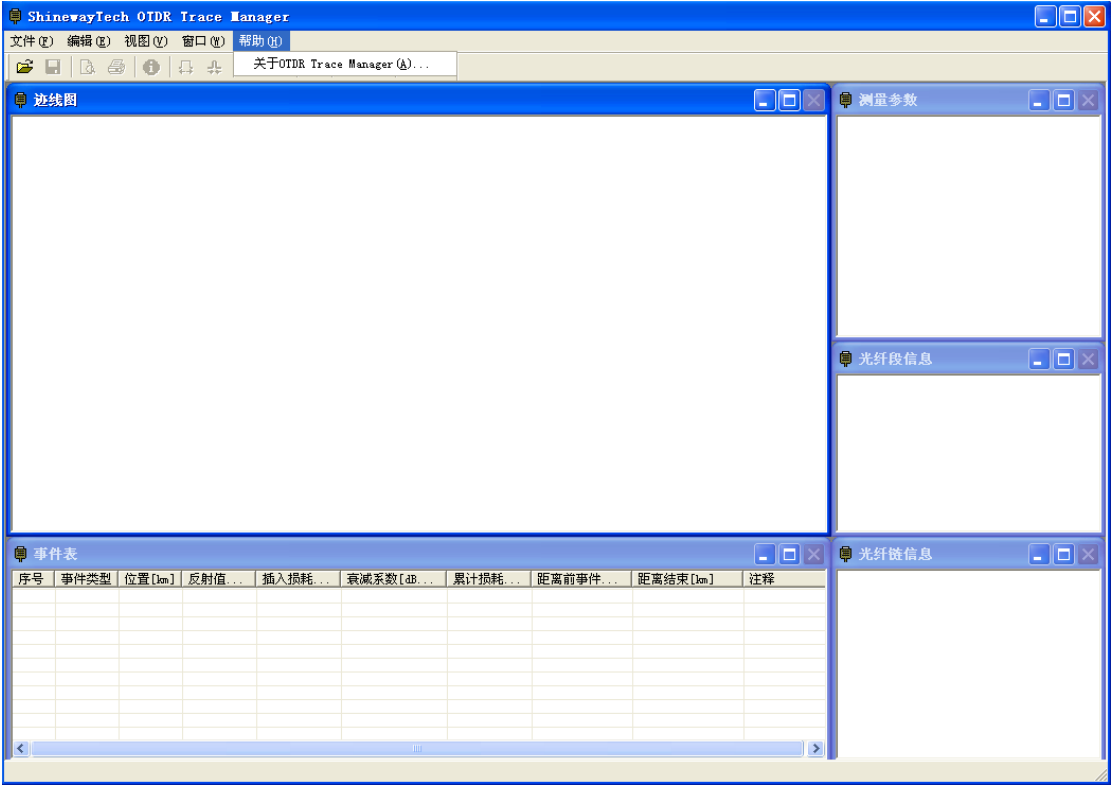 ShinewayTech OTDR Trace Manager
文件(F) 编辑(E) 视图(V) 窗口(W) 帮助(H)
关于OTDR Trace Manager(A)...
迹线图
测量参数
光纤段信息
事件表
光纤链信息
序号 事件类型 位置[km] 反射值... 插入损耗... 衰减系数[dB... 累计损耗... 距离前事件... 距离结束[km] 注释